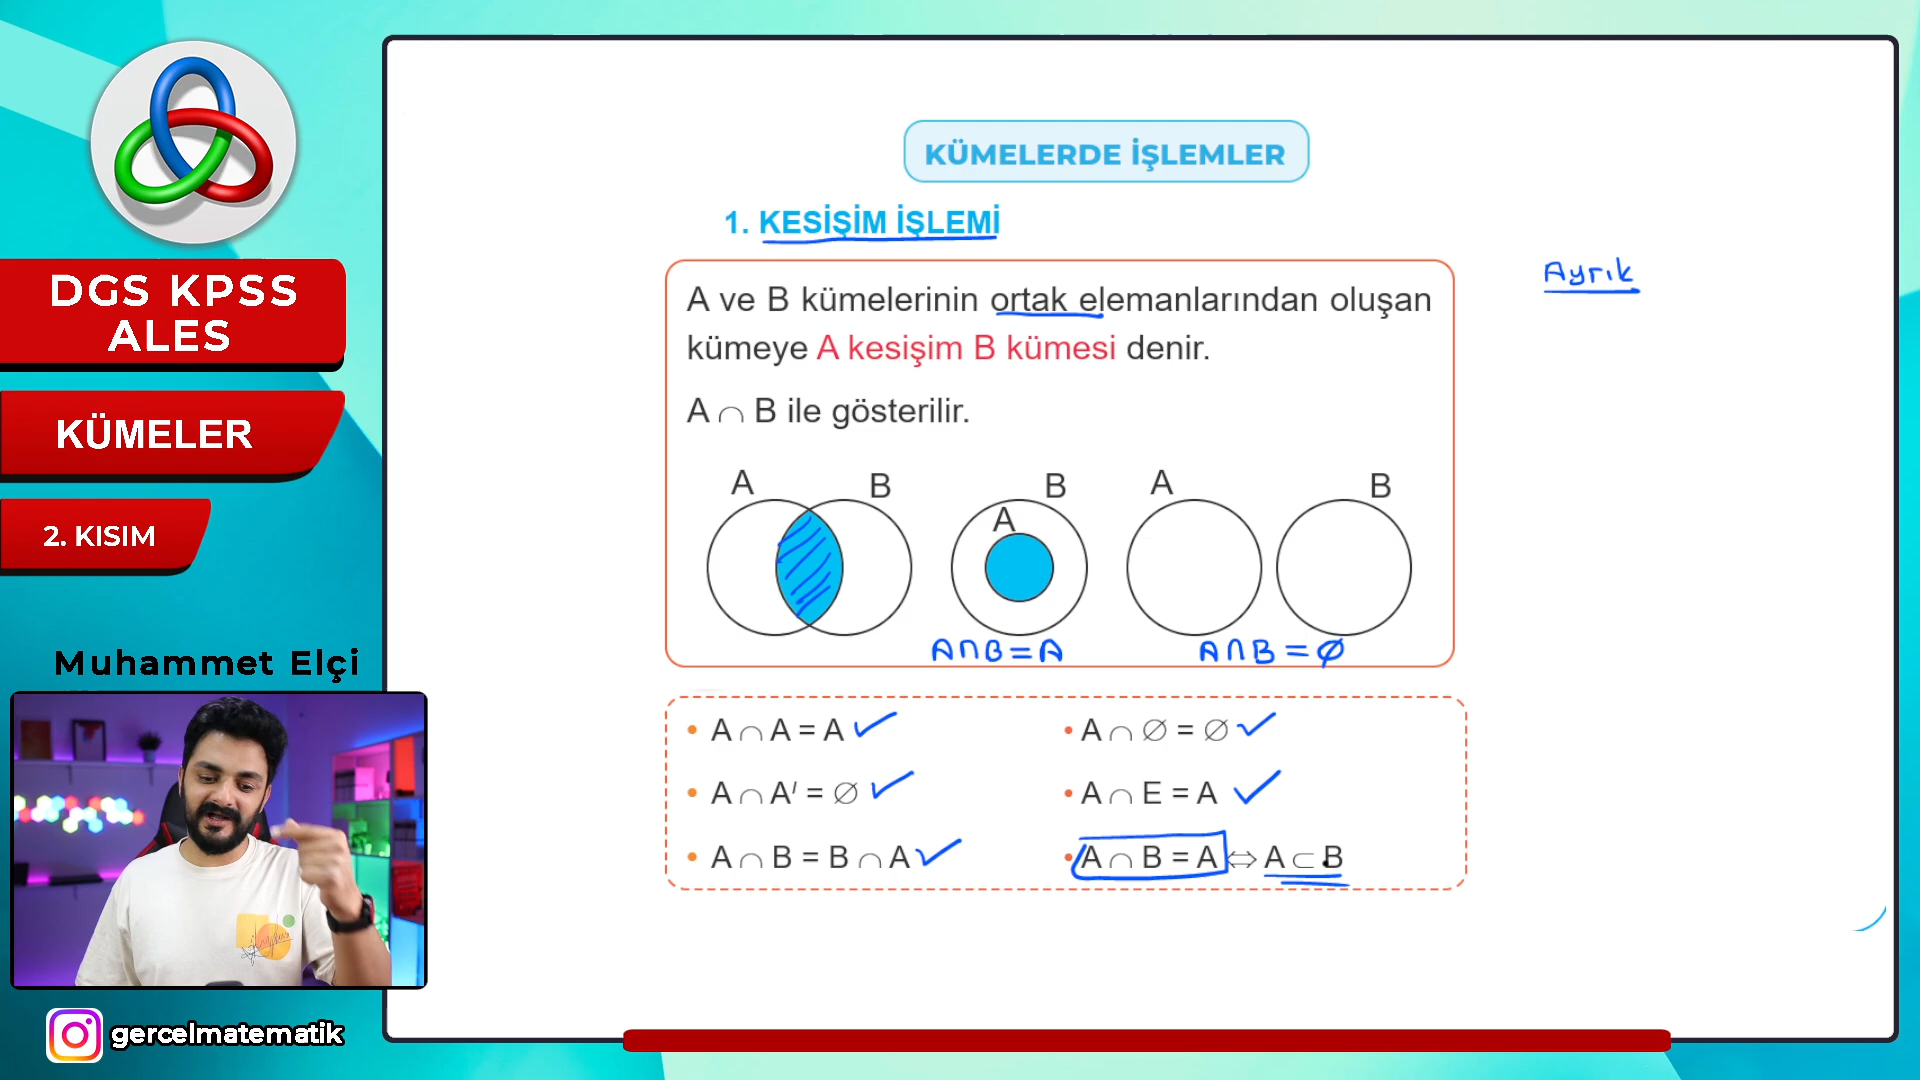 DGS KPSS
ALES
KÜMELER
2. KISIM
Muhammet Elçi
gercelmatematik
KÜMELERDE İŞLEMLER
1. KESİŞİM İŞLEMİ
Ayrık
A ve B kümelerinin ortak elemanlarından oluşan
kümeye A kesişim B kümesi denir.
A ∩ B ile gösterilir.
A B
B
A
A B
A∩B=A
A∩B=∅
• A ∩ A = A ✓
• A ∩ ∅ = ∅ ✓
• A ∩ A' = ∅ ✓
• A ∩ E = A ✓
• A ∩ B = B ∩ A ✓
• A ∩ B = A ⇔ A ⊂ B